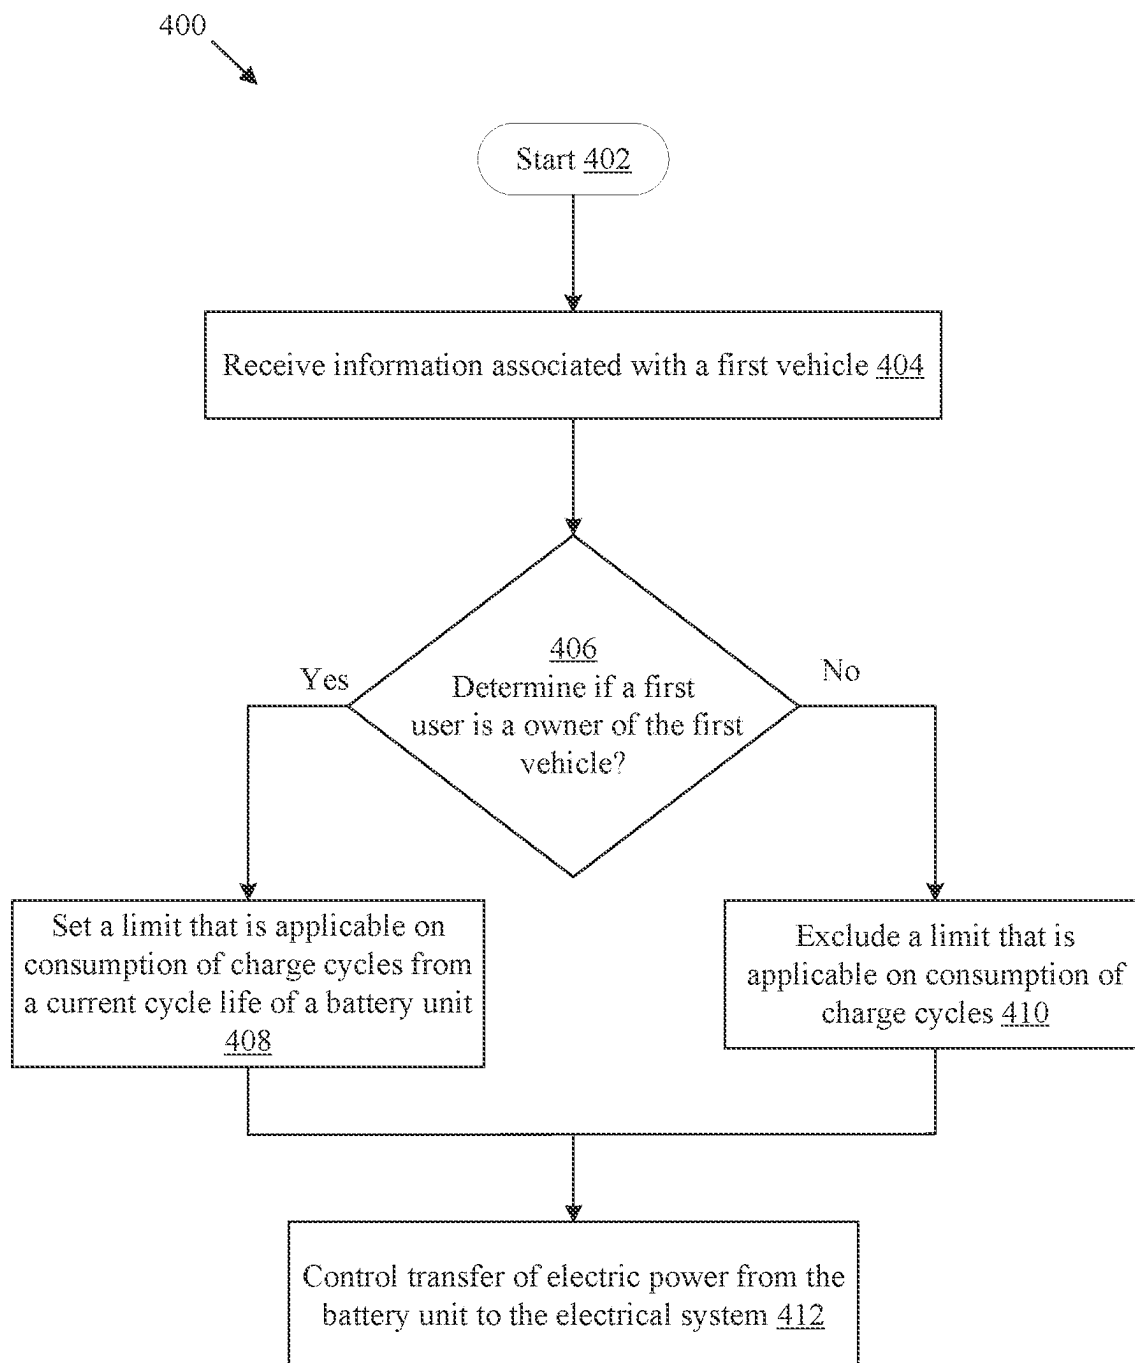 400
Start 402
Receive information associated with a first vehicle 404
406
Determine if a first
user is a owner of the first
vehicle?
Yes
No
Set a limit that is applicable on
consumption of charge cycles from
a current cycle life of a battery unit
408
Exclude a limit that is
applicable on consumption of
charge cycles 410
Control transfer of electric power from the
battery unit to the electrical system 412